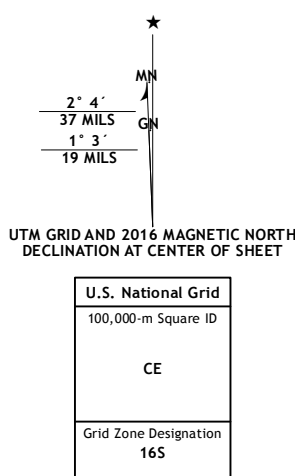 MN
2° 4´
37 MILS
GN
1° 3´
19 MILS
UTM GRID AND 2016 MAGNETIC NORTH
DECLINATION AT CENTER OF SHEET
U.S. National Grid
100,000-m Square ID
CE
Grid Zone Designation
16S